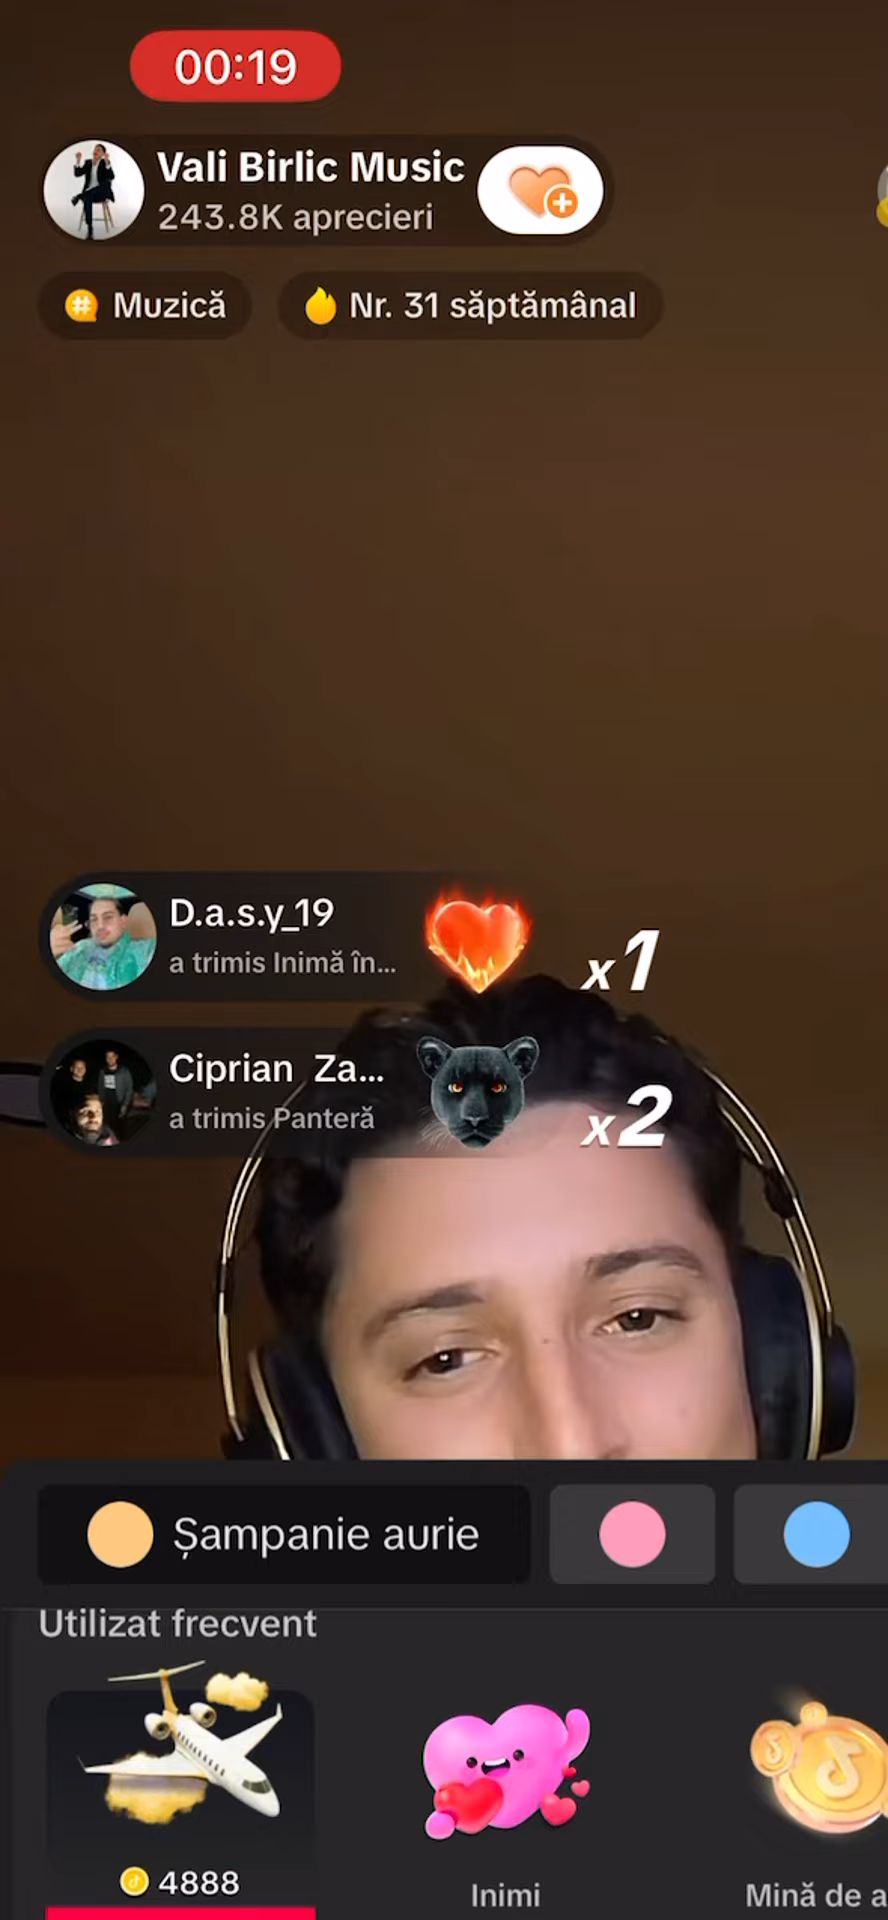 00:19
Vali Birlic Music
243.8K aprecieri
Muzică
Nr. 31 săptămânal
D.a.s.y_19
a trimis Inimă în...
x1
Ciprian Za...
a trimis Panteră
x2
Șampanie aurie
Utilizat frecvent
4888
Inimi
Mină de a